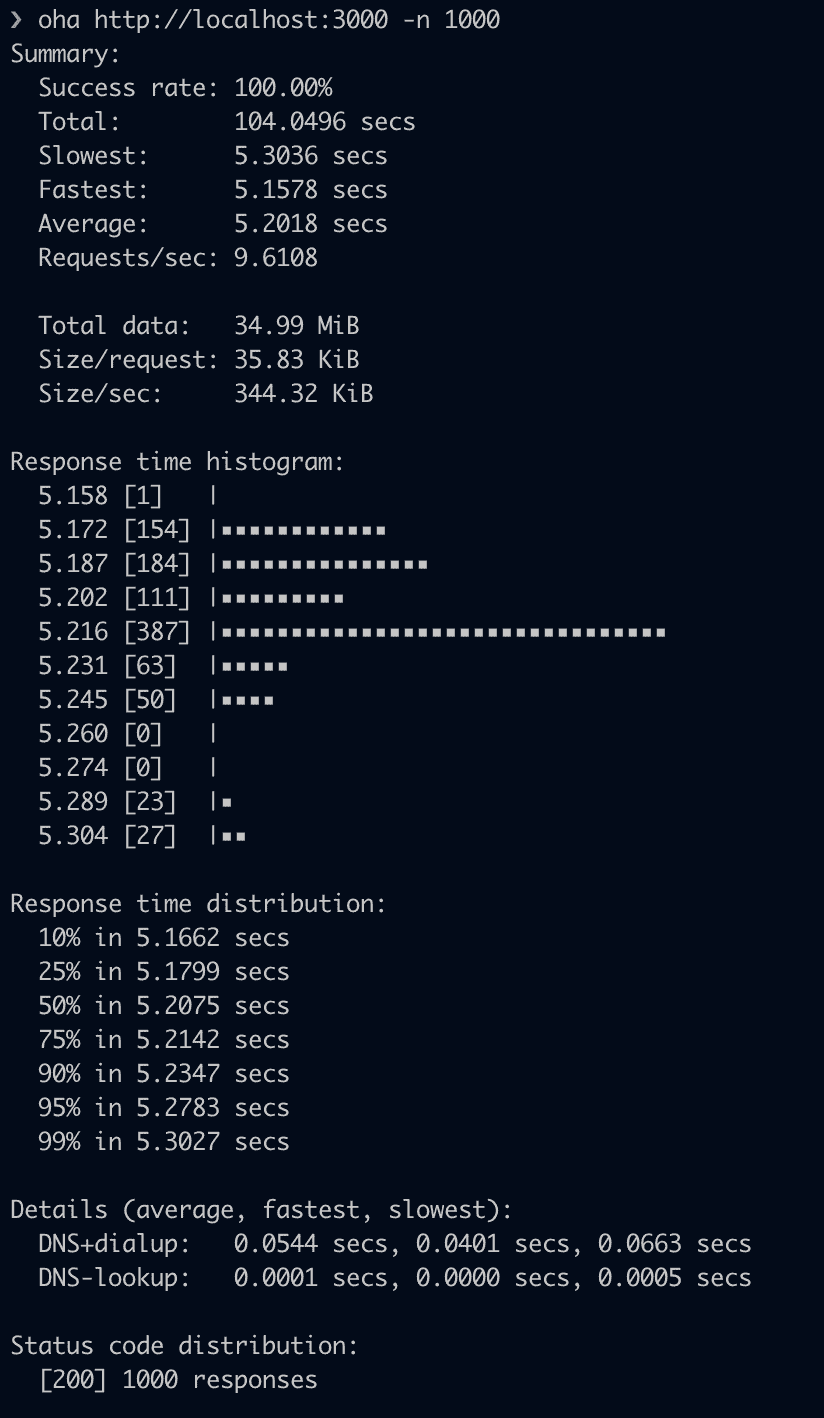 ❯ oha http://localhost:3000 -n 1000
Summary:
  Success rate: 100.00%
  Total:        104.0496 secs
  Slowest:      5.3036 secs
  Fastest:      5.1578 secs
  Average:      5.2018 secs
  Requests/sec: 9.6108

  Total data:   34.99 MiB
  Size/request: 35.83 KiB
  Size/sec:     344.32 KiB

Response time histogram:
  5.158 [1]   |
  5.172 [154] |■■■■■■■■■■■■
  5.187 [184] |■■■■■■■■■■■■■■■
  5.202 [111] |■■■■■■■■■
  5.216 [387] |■■■■■■■■■■■■■■■■■■■■■■■■■■■■■■■■
  5.231 [63]  |■■■■■
  5.245 [50]  |■■■■
  5.260 [0]   |
  5.274 [0]   |
  5.289 [23]  |■
  5.304 [27]  |■■

Response time distribution:
  10% in 5.1662 secs
  25% in 5.1799 secs
  50% in 5.2075 secs
  75% in 5.2142 secs
  90% in 5.2347 secs
  95% in 5.2783 secs
  99% in 5.3027 secs

Details (average, fastest, slowest):
  DNS+dialup:   0.0544 secs, 0.0401 secs, 0.0663 secs
  DNS-lookup:   0.0001 secs, 0.0000 secs, 0.0005 secs

Status code distribution:
  [200] 1000 responses